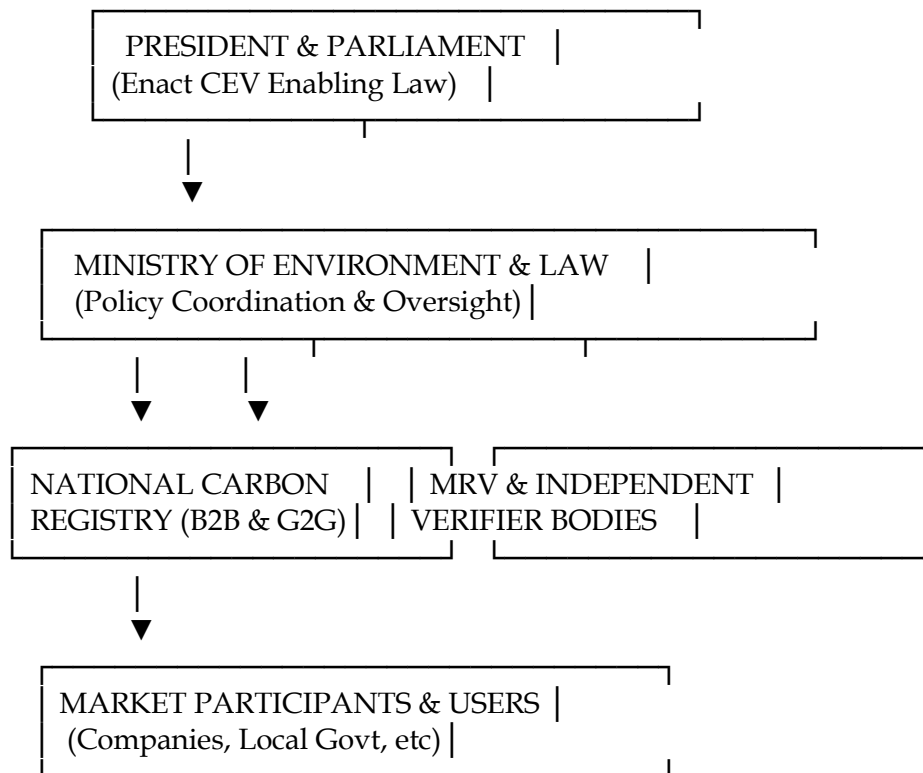 PRESIDENT & PARLIAMENT
(Enact CEV Enabling Law)
MINISTRY OF ENVIRONMENT & LAW
(Policy Coordination & Oversight)
NATIONAL CARBON
REGISTRY (B2B & G2G)
MRV & INDEPENDENT
VERIFIER BODIES
MARKET PARTICIPANTS & USERS
(Companies, Local Govt, etc)